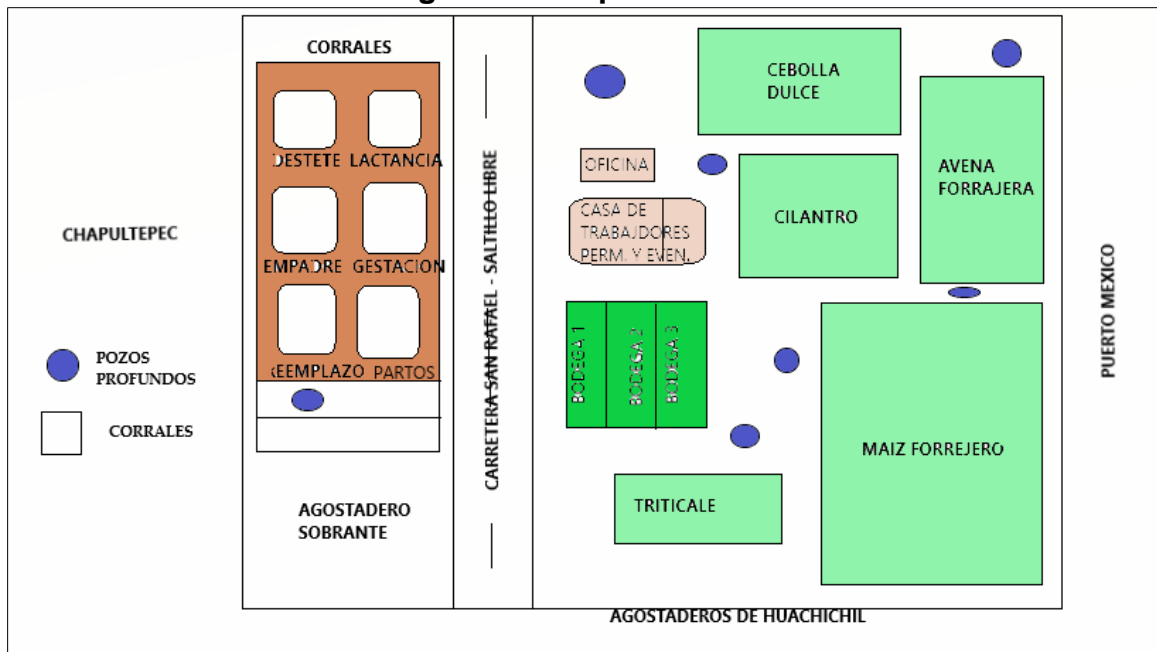 CORRALES
DESTETE LACTANCIA
EMPADRE GESTACION
REEMPLAZO PARTOS
AGOSTADERO
SOBRANTE
CHAPULTEPEC
POZOS
PROFUNDOS
CORRALES
CARRETERA SAN RAFAEL - SALTILLO LIBRE
CEBOLLA
DULCE
OFICINA
CASA DE
TRABAJDORES
PERM. Y EVEN.
CILANTRO
AVENA
FORRAJERA
BODEGA 1
BODEGA 2
BODEGA 3
MAIZ FORREJERO
TRITICALE
PUERTO MEXICO
AGOSTADEROS DE HUACHICHIL